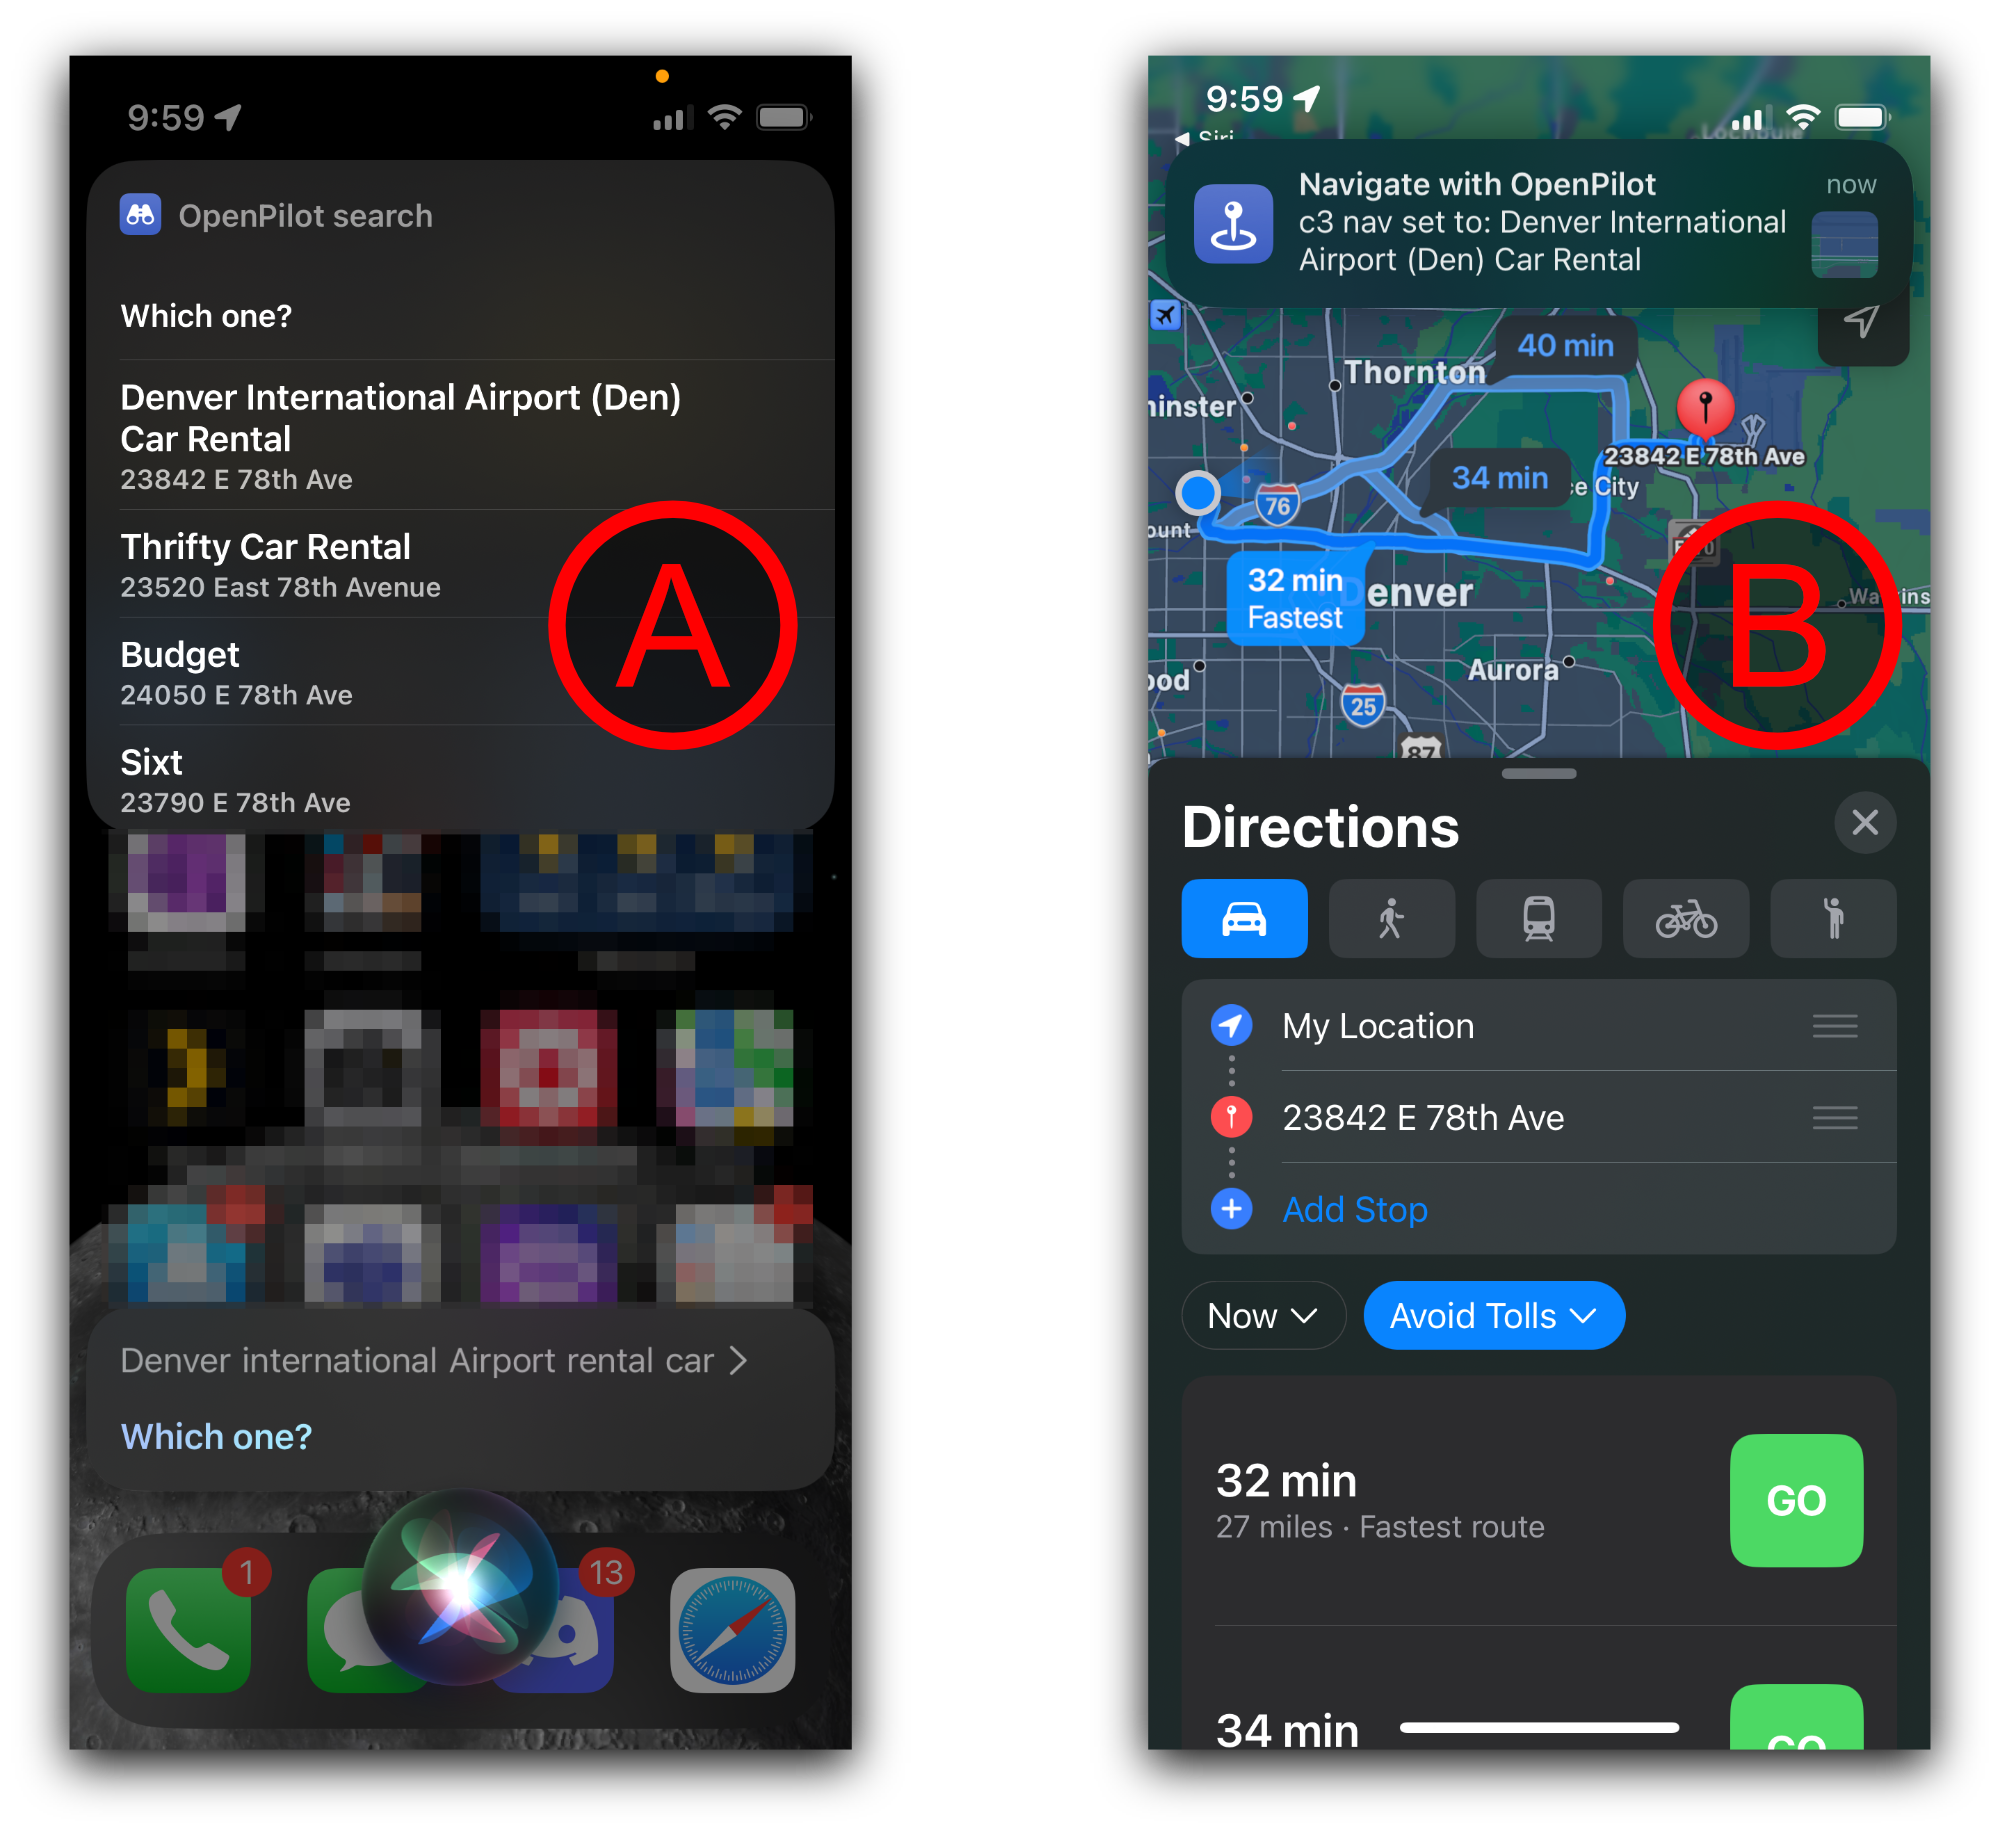 9:59
OpenPilot search
Which one?
Denver International Airport (Den)
Car Rental
23842 E 78th Ave
Thrifty Car Rental
23520 East 78th Avenue
Budget
24050 E 78th Ave
Sixt
23790 E 78th Ave
A
Denver international Airport rental car
Which one?
1
13
9:59
Siri
Navigate with OpenPilot
now
c3 nav set to: Denver International
Airport (Den) Car Rental
40 min
Thornton
inster
23842 E 78th Ave
34 min
e City
76
ount
32 min
Fastest
Denver
B
Aurora
ood
25
87
Directions
My Location
23842 E 78th Ave
Add Stop
Now
Avoid Tolls
32 min
27 miles · Fastest route
GO
34 min
GO